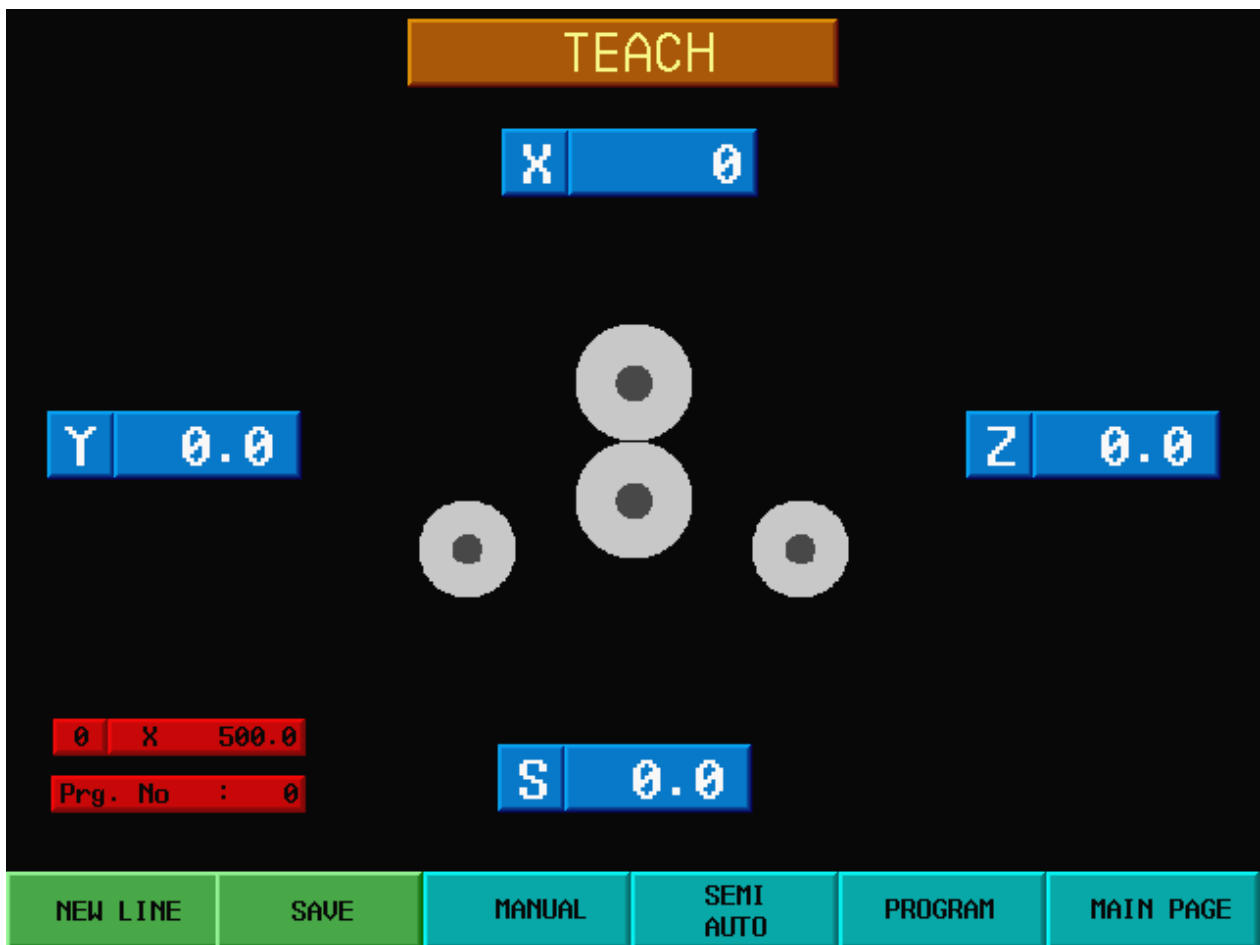 TEACH
X 0
Y 0.0
Z 0.0
0 X 500.0
Prg. No : 0
S 0.0
NEW LINE
SAVE
MANUAL
SEMI
AUTO
PROGRAM
MAIN PAGE